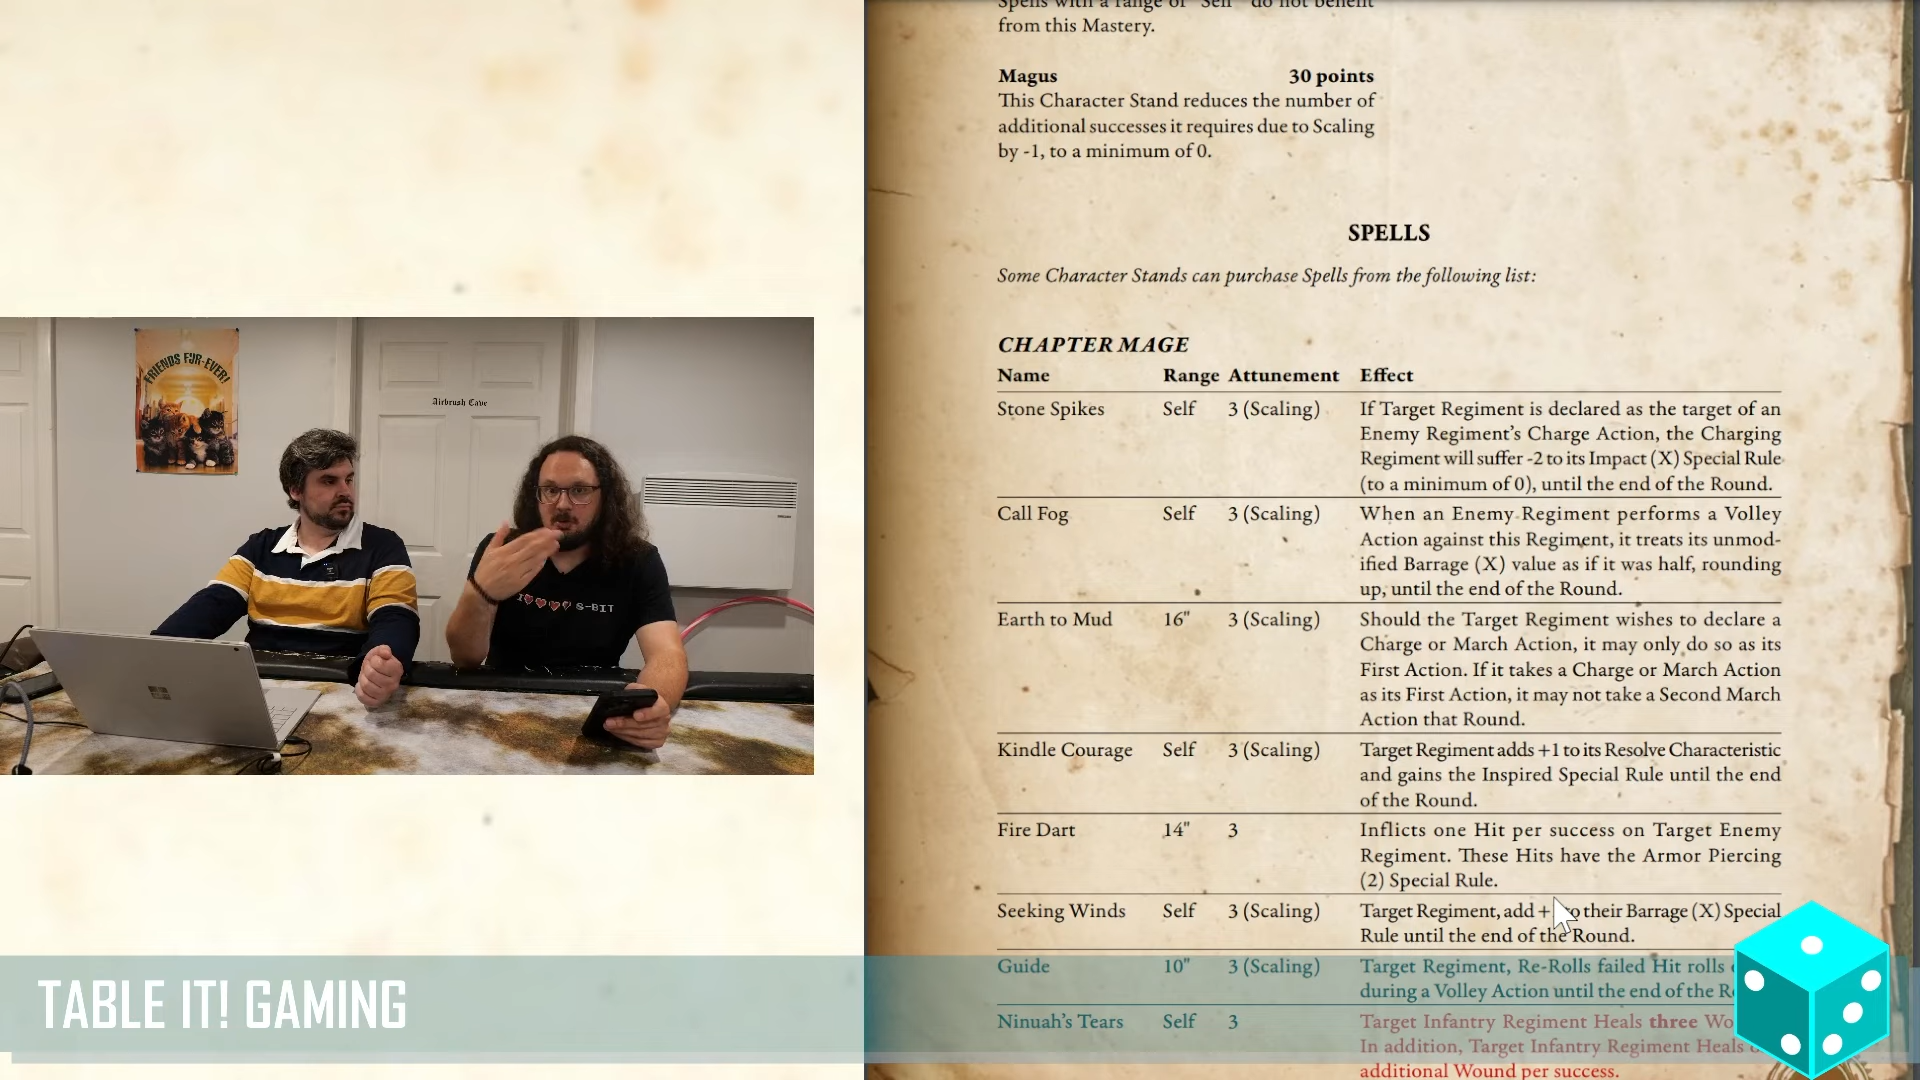 from this Mastery.
Magus 30 points
This Character Stand reduces the number of
additional successes it requires due to Scaling
by -1, to a minimum of 0.
SPELLS
Some Character Stands can purchase Spells from the following list:
CHAPTER MAGE
Name Range Attunement Effect
Stone Spikes Self 3 (Scaling) If Target Regiment is declared as the target of an
Enemy Regiment's Charge Action, the Charging
Regiment will suffer -2 to its Impact (X) Special Rule
(to a minimum of 0), until the end of the Round.
Call Fog Self 3 (Scaling) When an Enemy Regiment performs a Volley
Action against this Regiment, it treats its unmod-
ified Barrage (X) value as if it was half, rounding
up, until the end of the Round.
Earth to Mud 16" 3 (Scaling) Should the Target Regiment wishes to declare a
Charge or March Action, it may only do so as its
First Action. If it takes a Charge or March Action
as its First Action, it may not take a Second March
Action that Round.
Kindle Courage Self 3 (Scaling) Target Regiment adds +1 to its Resolve Characteristic
and gains the Inspired Special Rule until the end
of the Round.
Fire Dart 14" 3 Inflicts one Hit per success on Target Enemy
Regiment. These Hits have the Armor Piercing
(2) Special Rule.
Seeking Winds Self 3 (Scaling) Target Regiment, add + their Barrage (X) Special
Rule until the end of the Round.
Guide 10" 3 (Scaling) Target Regiment, Re-Rolls failed Hit rolls
during a Volley Action until the end of the
Ninuah's Tears Self 3 Target Infantry Regiment Heals three
In addition, Target Infantry Regiment Heals
additional Wound per success.
FRIENDS FUR-EVER!
Airbrush Cave
I 8-BIT
TABLE IT! GAMING